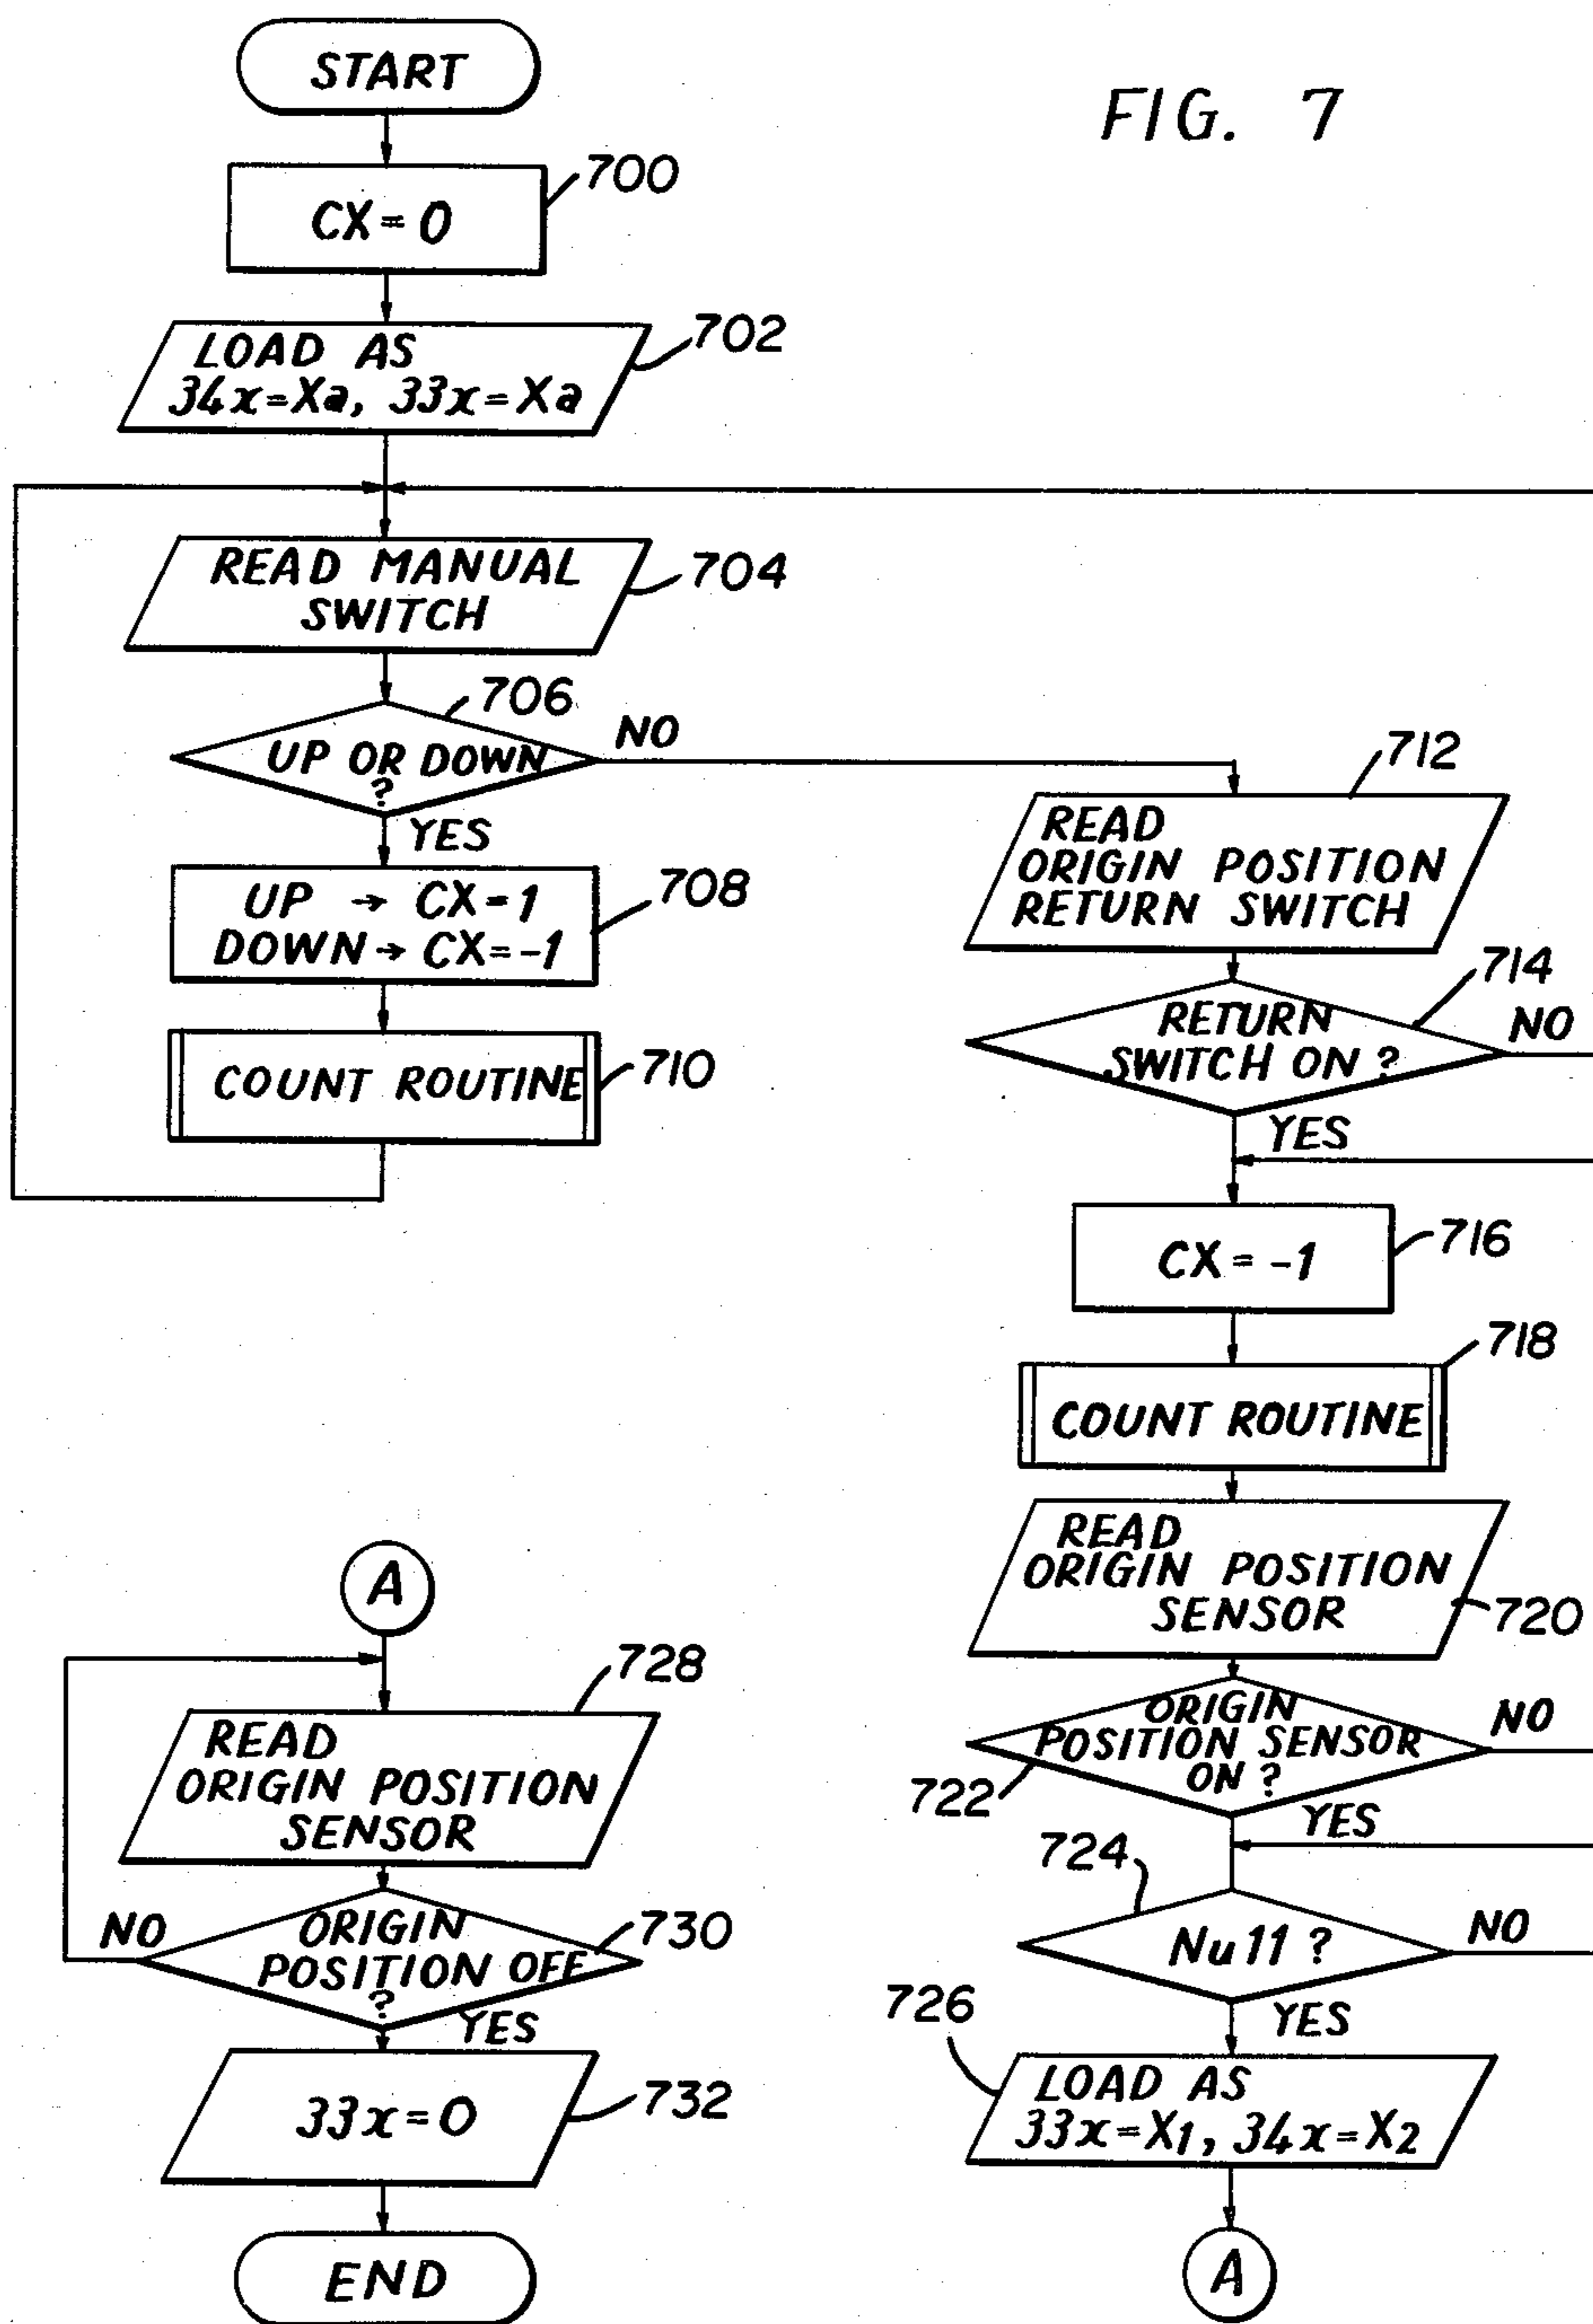 FIG. 7
START
700
CX = 0
702
LOAD AS
34x=Xa, 33x=Xa
704
READ MANUAL
SWITCH
706
UP OR DOWN
?
NO
YES
708
UP → CX=1
DOWN → CX=-1
COUNT ROUTINE
710
712
READ
ORIGIN POSITION
RETURN SWITCH
714
RETURN
SWITCH ON ?
NO
YES
CX = -1
716
718
COUNT ROUTINE
READ
ORIGIN POSITION
SENSOR
720
ORIGIN
POSITION SENSOR
ON ?
NO
722
YES
724
Nu11 ?
NO
YES
726
LOAD AS
33x=X1, 34x=X2
A
A
728
READ
ORIGIN POSITION
SENSOR
NO
730
ORIGIN
POSITION OFF
?
YES
33x=0
732
END